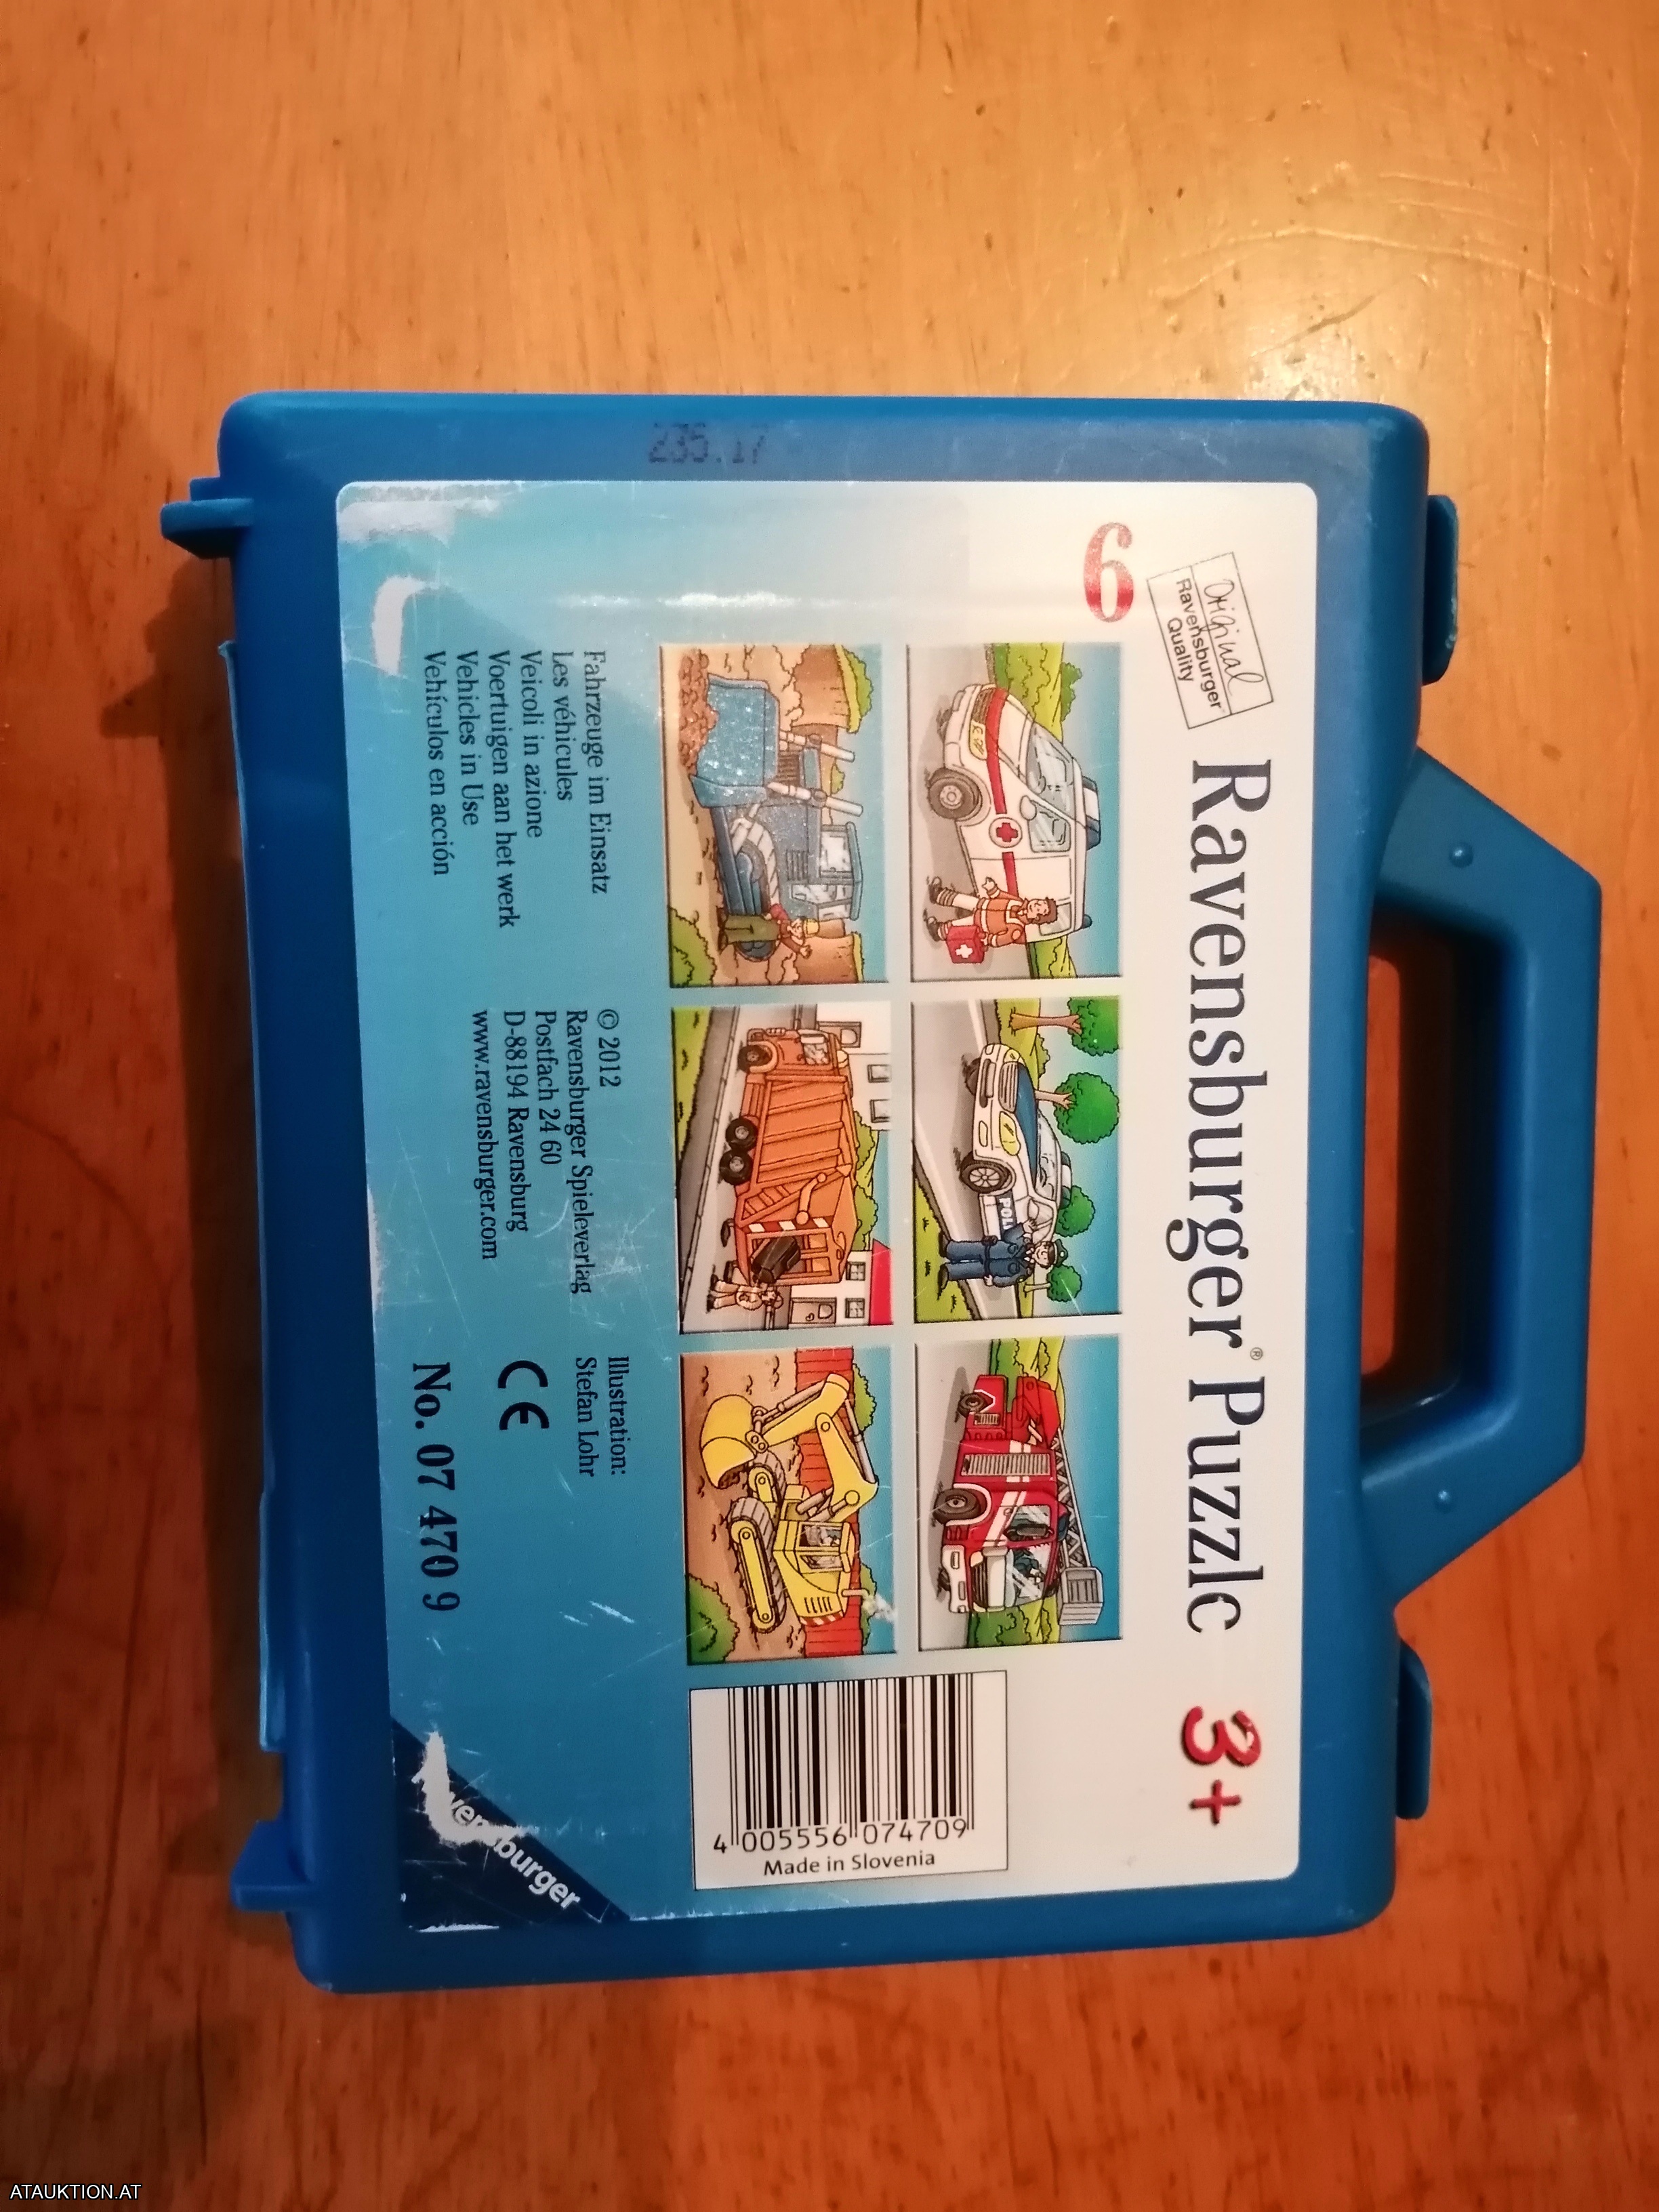 235.17
Original
Ravensburger
Quality
Ravensburger® Puzzle
3+
6
POLI
Fahrzeuge im Einsatz
Les véhicules
Veicoli in azione
Voertuigen aan het werk
Vehicles in Use
Vehículos en acción
© 2012
Ravensburger Spieleverlag
Postfach 24 60
D-88194 Ravensburg
www.ravensburger.com
Illustration:
Stefan Lohr
CE
No. 07 470 9
4 005556 074709
Made in Slovenia
Ravensburger
ATAUKTION.AT